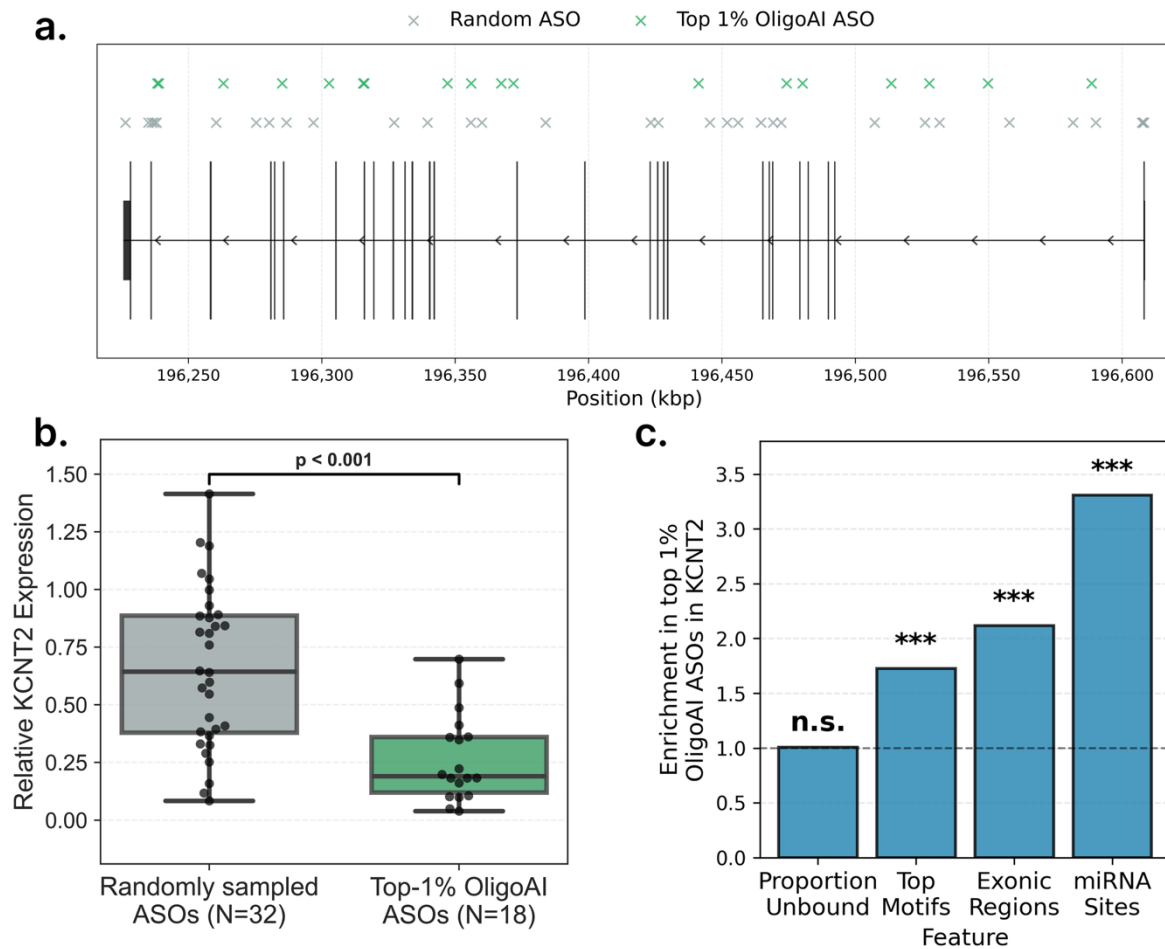 a.
Random ASO
Top 1% OligoAI ASO
196,250
196,300
196,350
196,400
196,450
196,500
196,550
196,600
Position (kbp)
b.
p < 0.001
Relative KCNT2 Expression
1.50
1.25
1.00
0.75
0.50
0.25
0.00
Randomly sampled
ASOs (N=32)
Top-1% OligoAI
ASOs (N=18)
c.
Enrichment in top 1%
OligoAI ASOs in KCNT2
3.5
3.0
2.5
2.0
1.5
1.0
0.5
0.0
n.s.
***
***
***
Proportion
Unbound
Top
Motifs
Exonic
Regions
miRNA
Sites
Feature